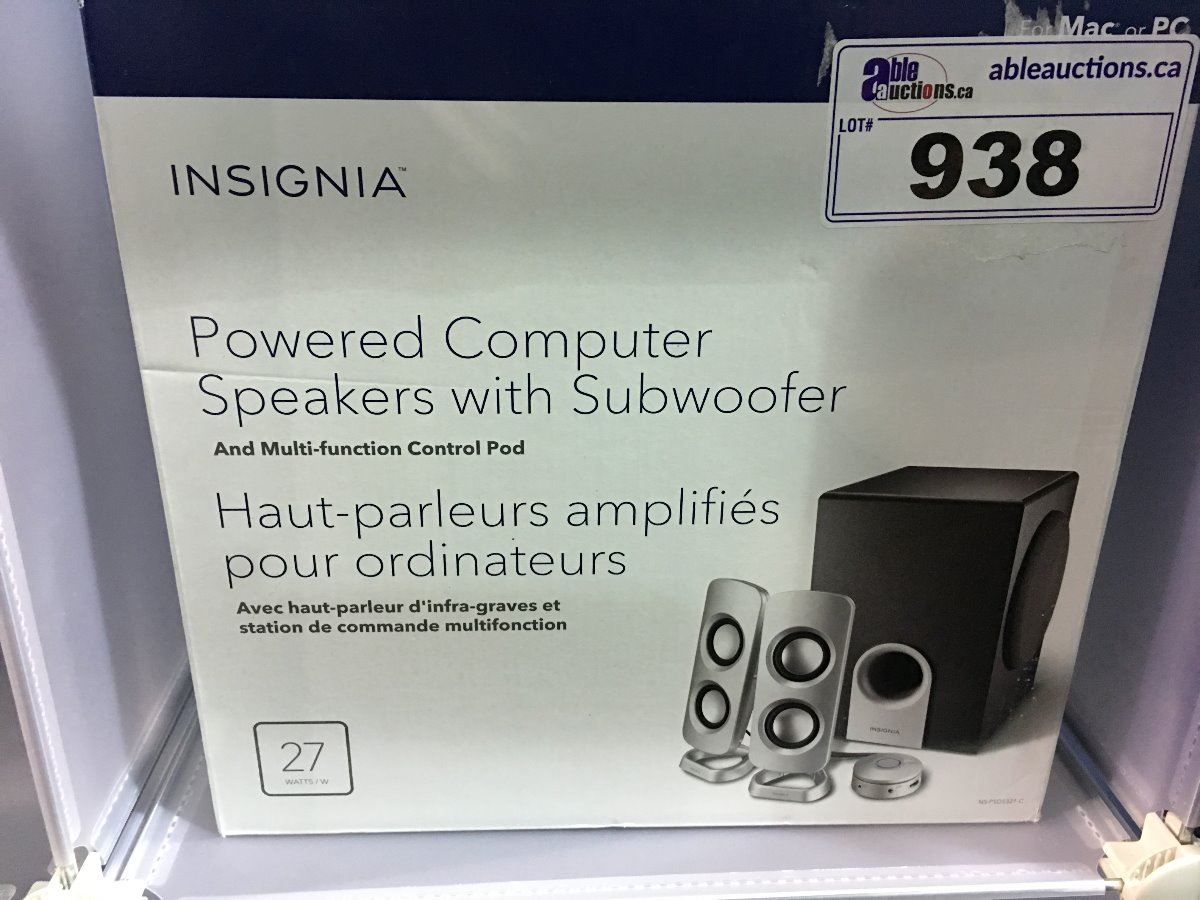 For Mac® or PC
able auctions.ca
ableauctions.ca
LOT#
938
INSIGNIA™
Powered Computer
Speakers with Subwoofer
And Multi-function Control Pod
Haut-parleurs amplifiés
pour ordinateurs
Avec haut-parleur d'infra-graves et
station de commande multifonction
27
WATTS / W
INSIGNIA